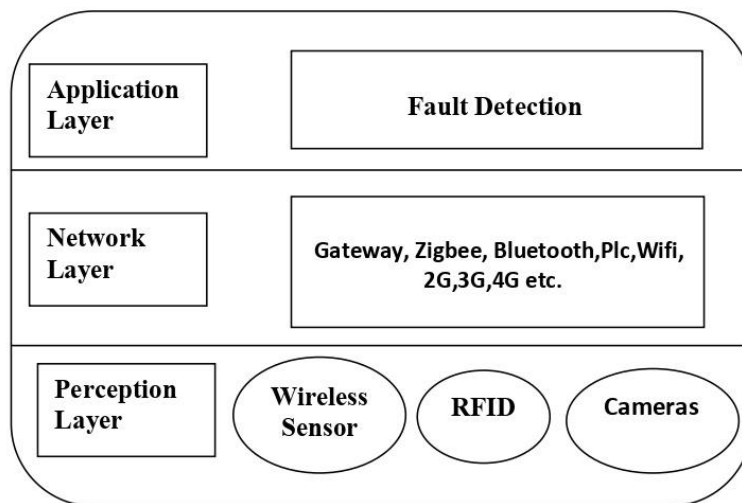 Application
Layer
Fault Detection
Network
Layer
Gateway, Zigbee, Bluetooth,Plc,Wifi,
2G,3G,4G etc.
Perception
Layer
Wireless
Sensor
RFID
Cameras